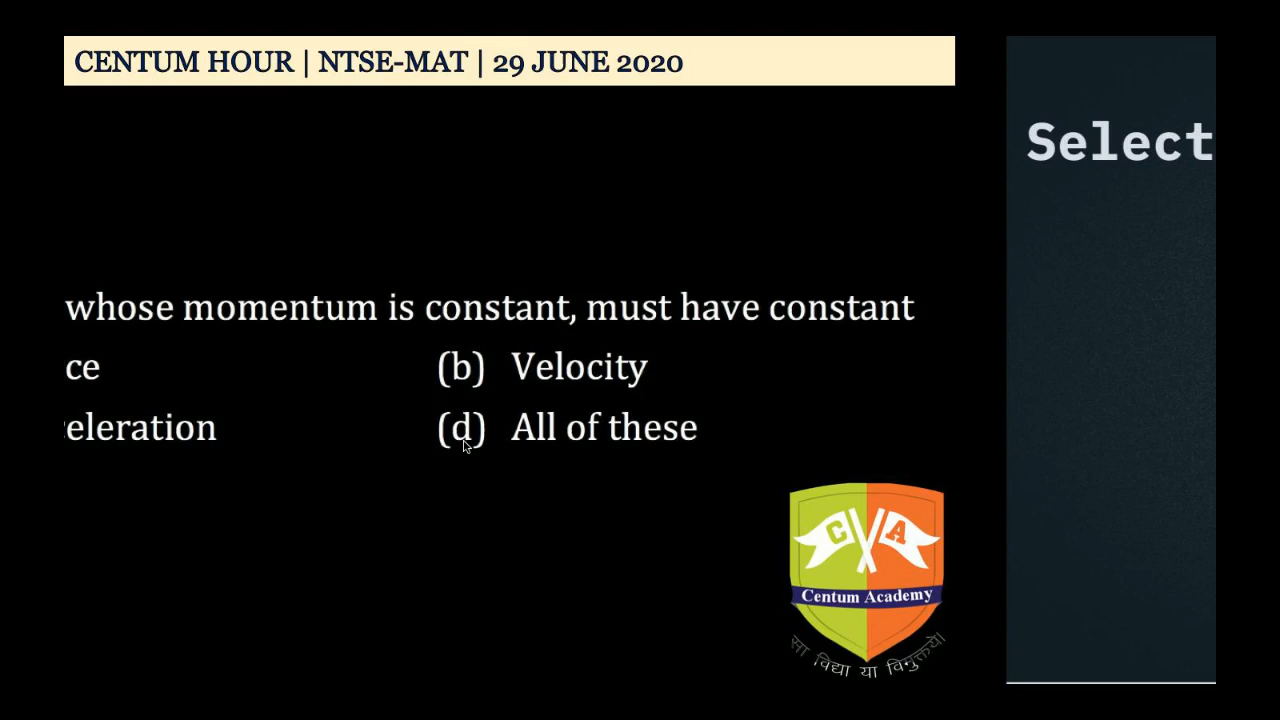 CENTUM HOUR | NTSE-MAT | 29 JUNE 2020
Select
whose momentum is constant, must have constant
ce (b) Velocity
eleration (d) All of these
C A
Centum Academy
सा विद्या या विमुक्तये।